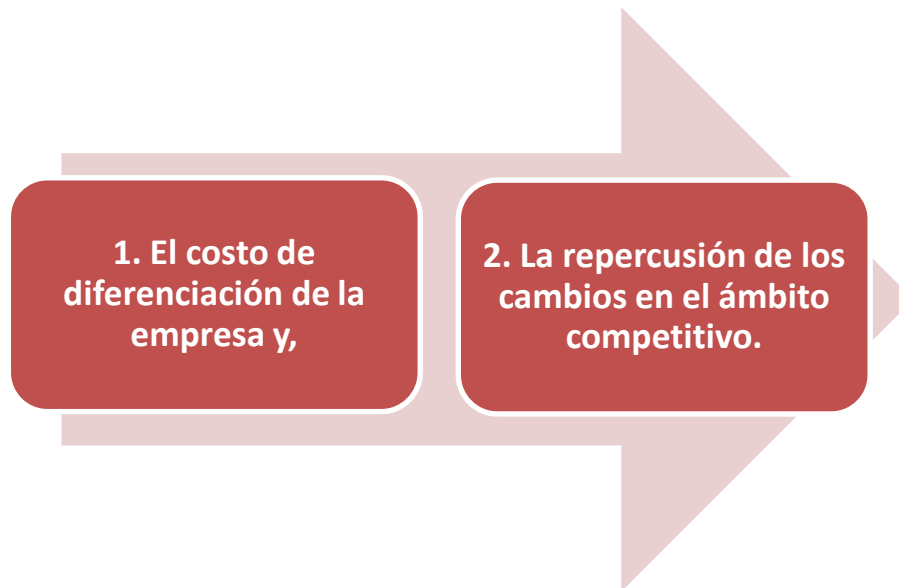 1. El costo de
diferenciación de la
empresa y,
2. La repercusión de los
cambios en el ámbito
competitivo.